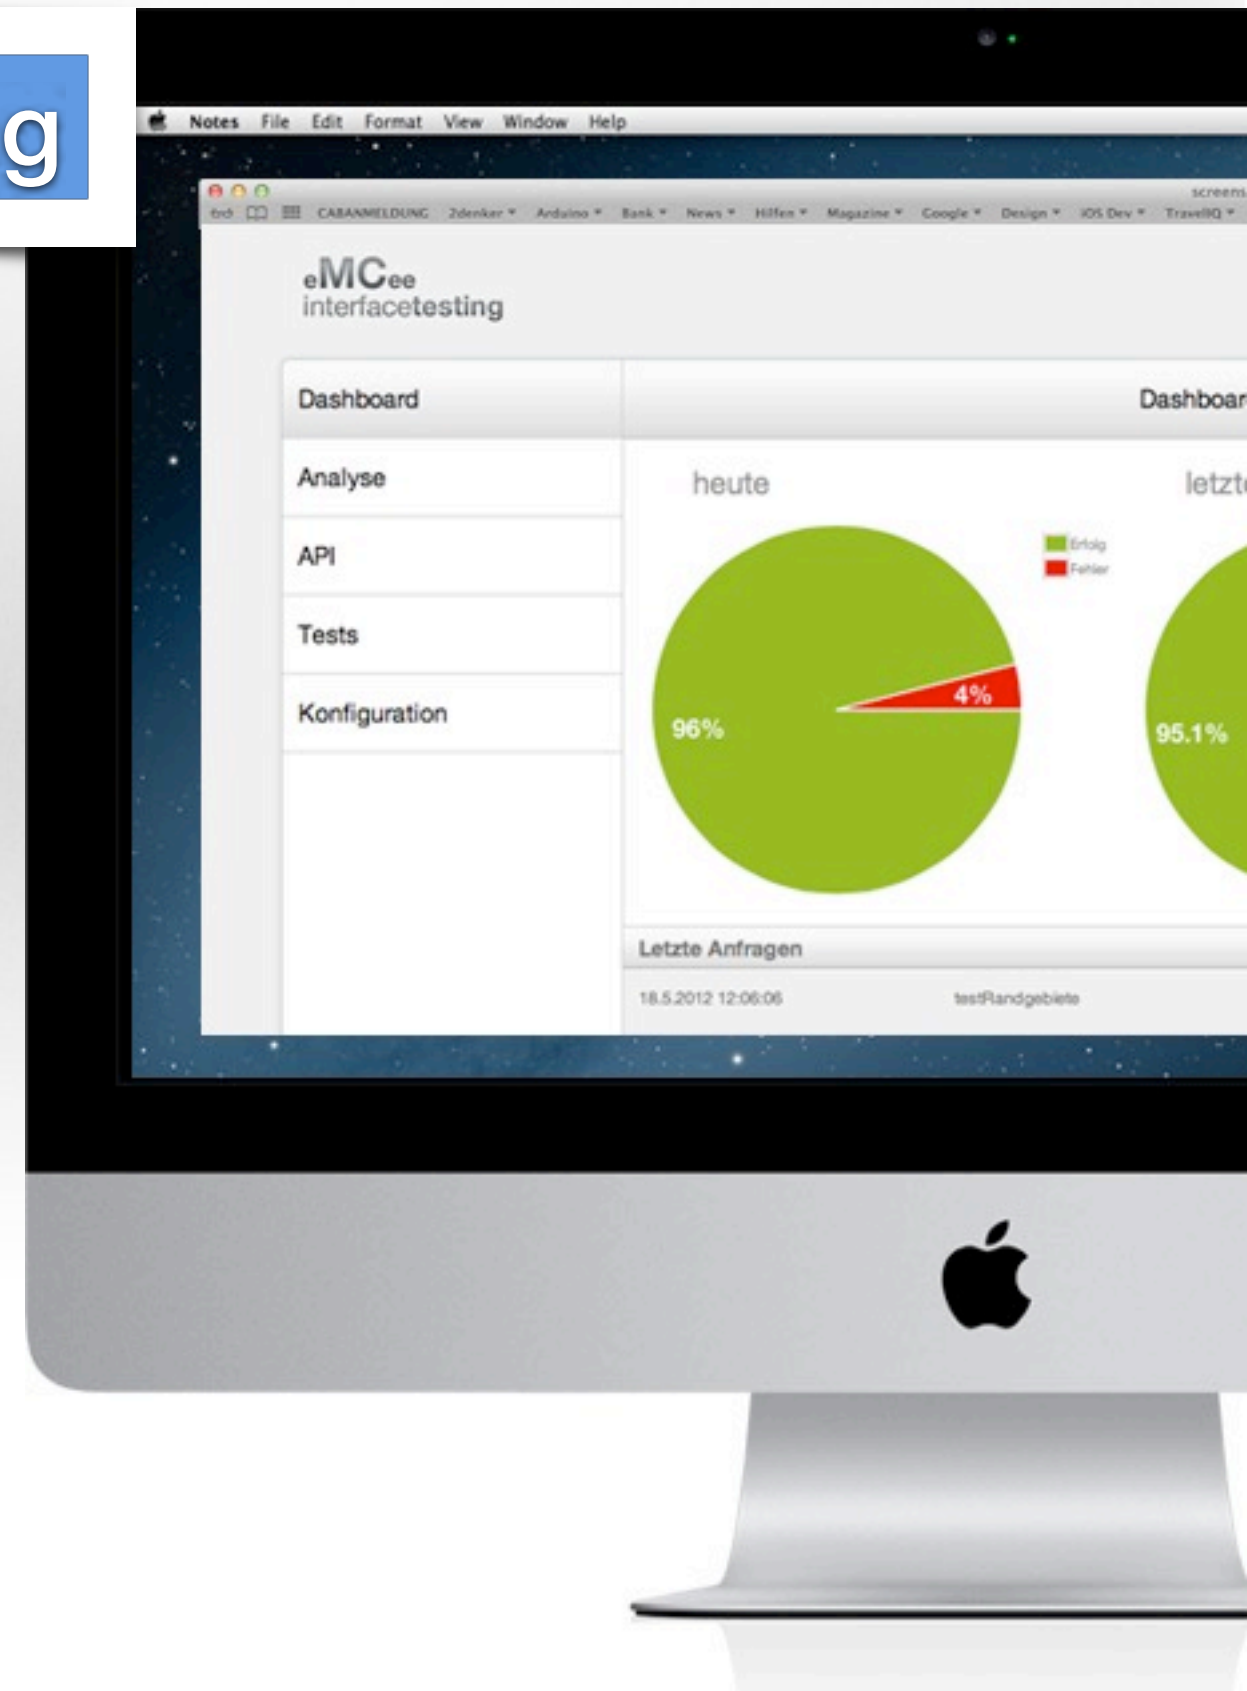 g
Notes File Edit Format View Window Help
CABANMELDUNG 2denker Arduino Bank News Hilfen Magazine Google Design iOS Dev TravelIQ
eMCee
interfacetesting
Dashboard
Analyse
API
Tests
Konfiguration
heute
Erfolg
Fehler
96%
4%
95.1%
Letzte Anfragen
18.5.2012 12:06:06 testRandgebiete